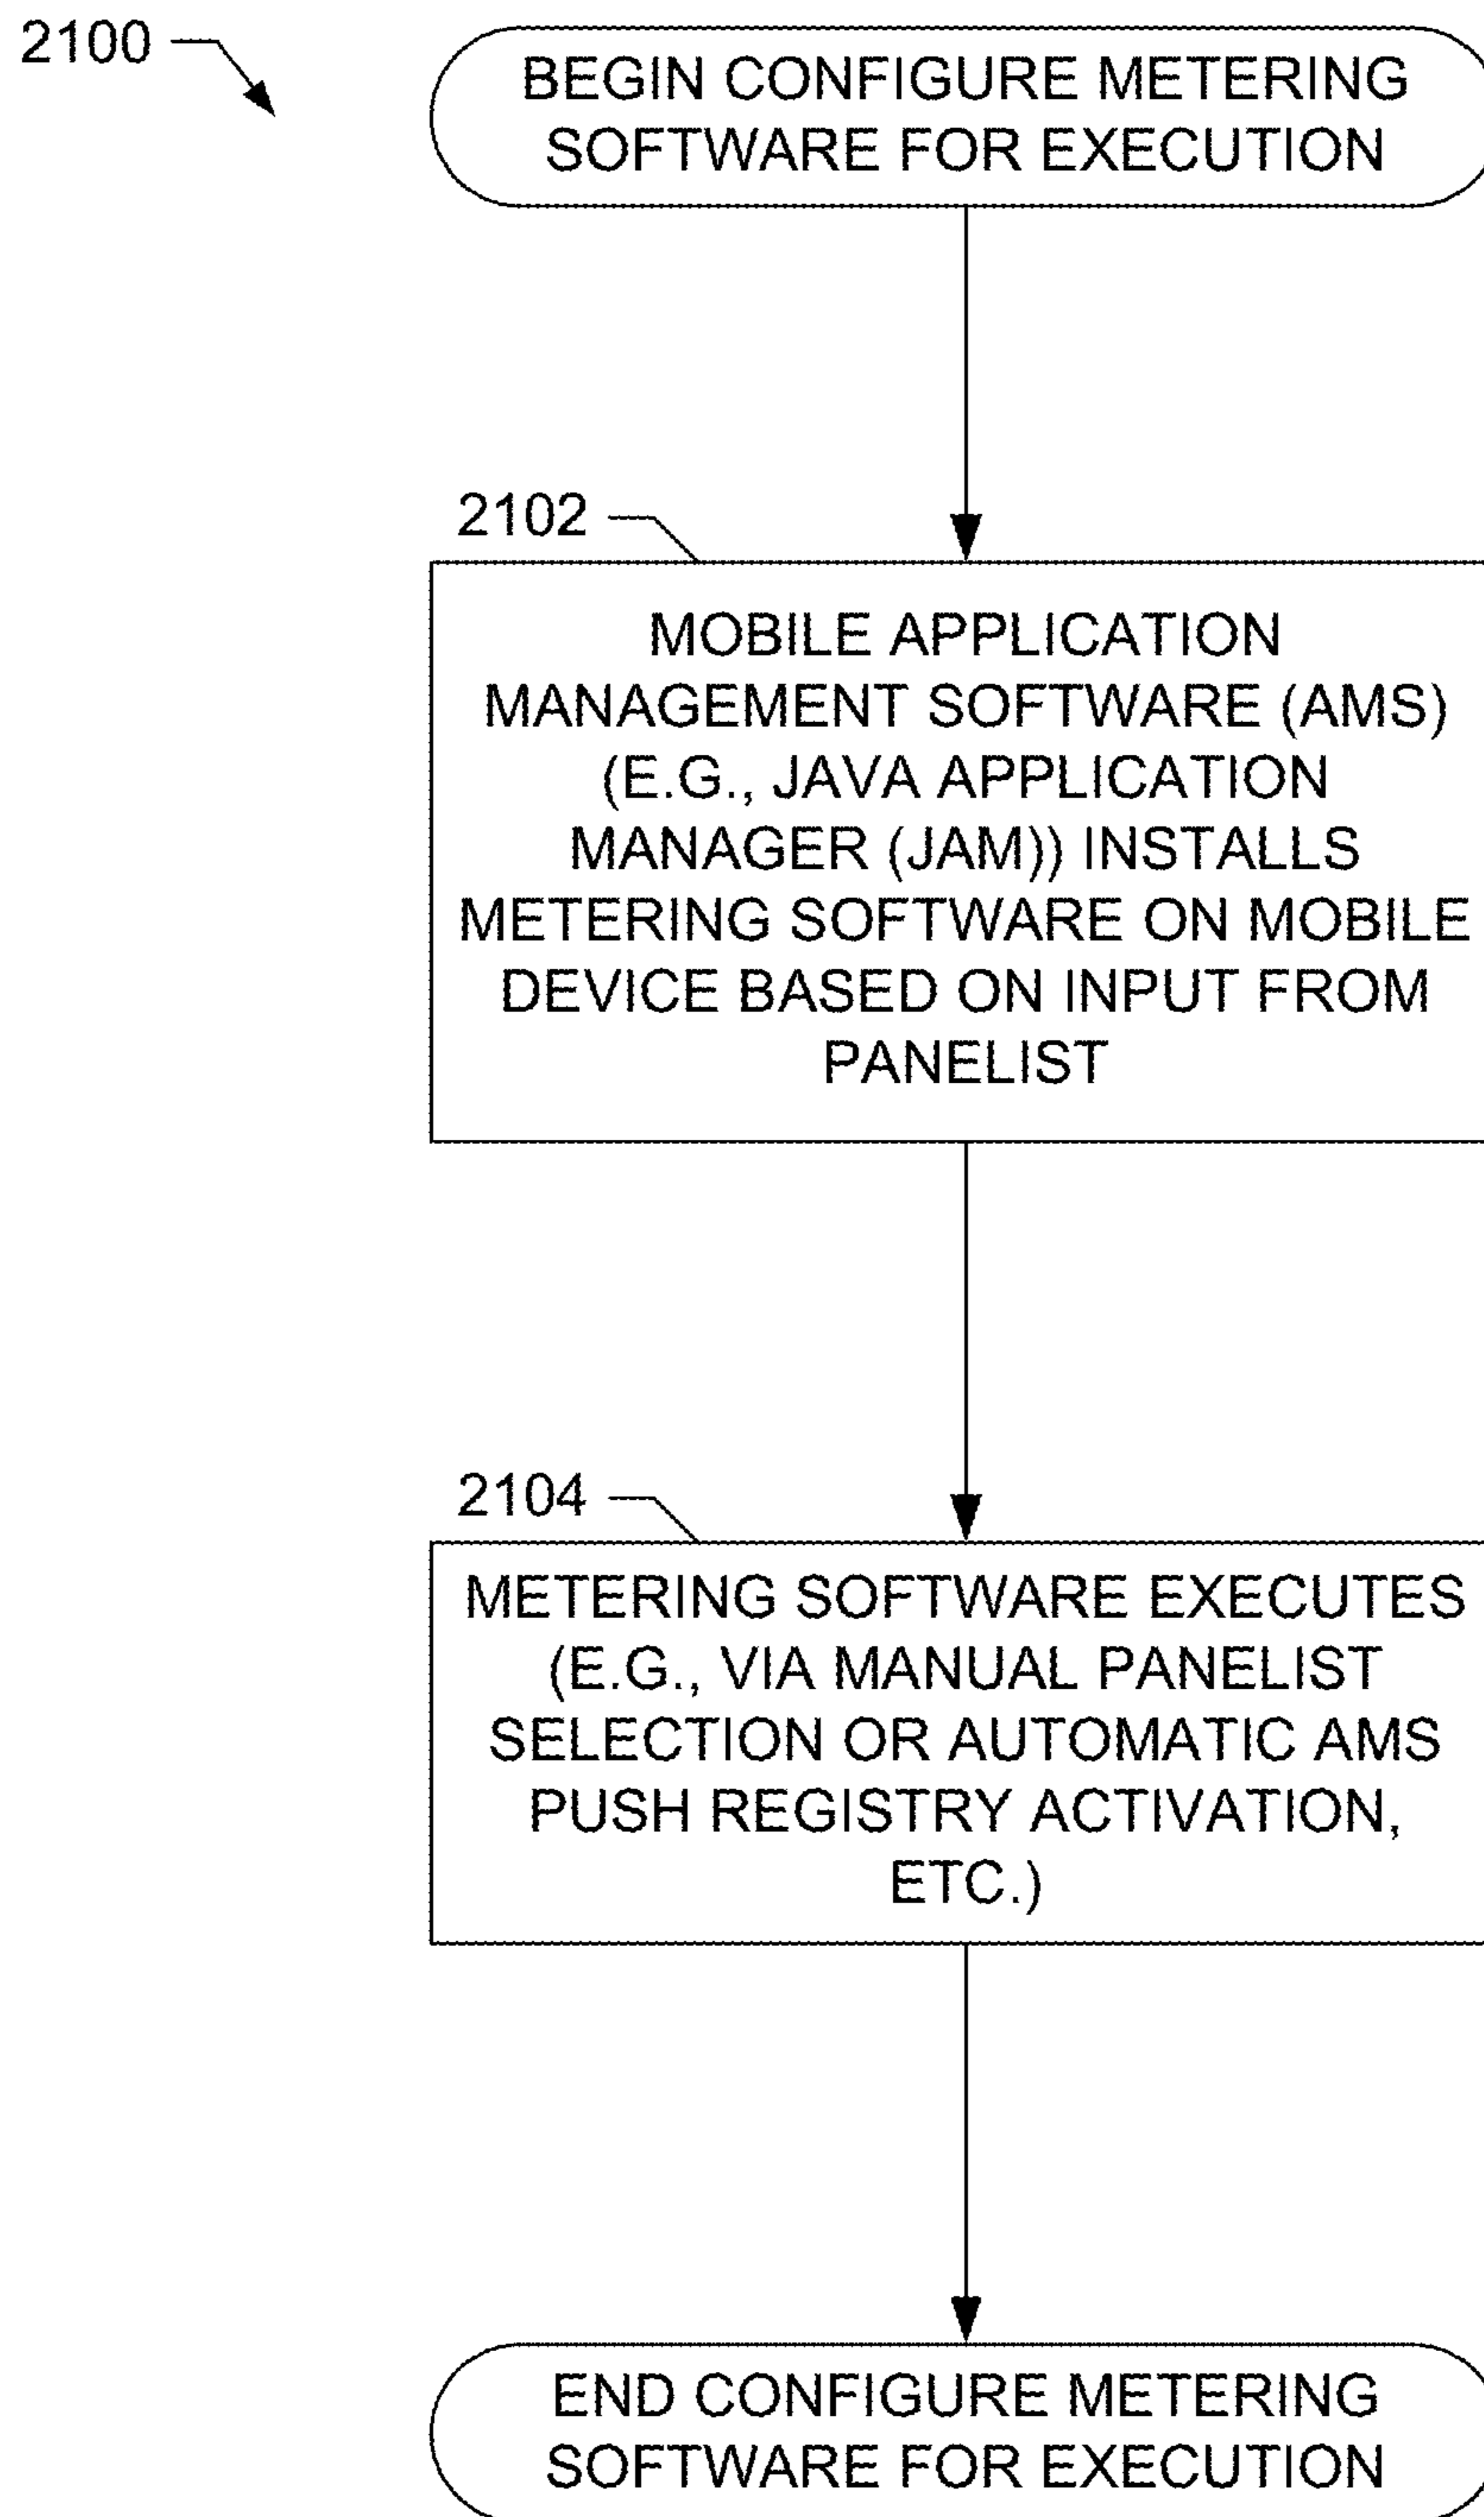 2100
BEGIN CONFIGURE METERING
SOFTWARE FOR EXECUTION
2102
MOBILE APPLICATION
MANAGEMENT SOFTWARE (AMS)
(E.G., JAVA APPLICATION
MANAGER (JAM)) INSTALLS
METERING SOFTWARE ON MOBILE
DEVICE BASED ON INPUT FROM
PANELIST
2104
METERING SOFTWARE EXECUTES
(E.G., VIA MANUAL PANELIST
SELECTION OR AUTOMATIC AMS
PUSH REGISTRY ACTIVATION,
ETC.)
END CONFIGURE METERING
SOFTWARE FOR EXECUTION